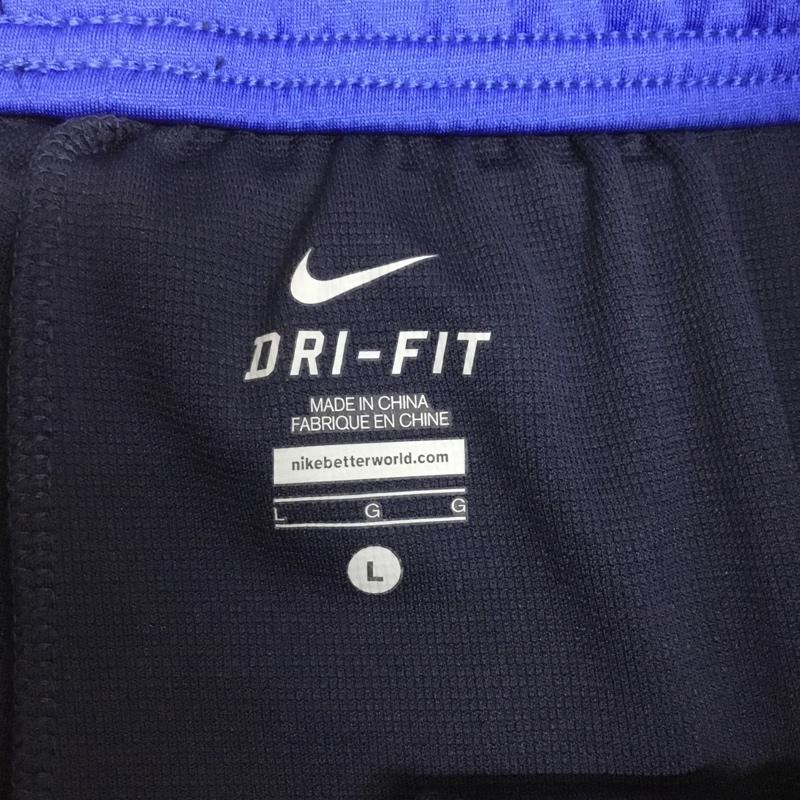 DRI-FIT
MADE IN CHINA
FABRIQUE EN CHINE
nikebetterworld.com
L G G
L